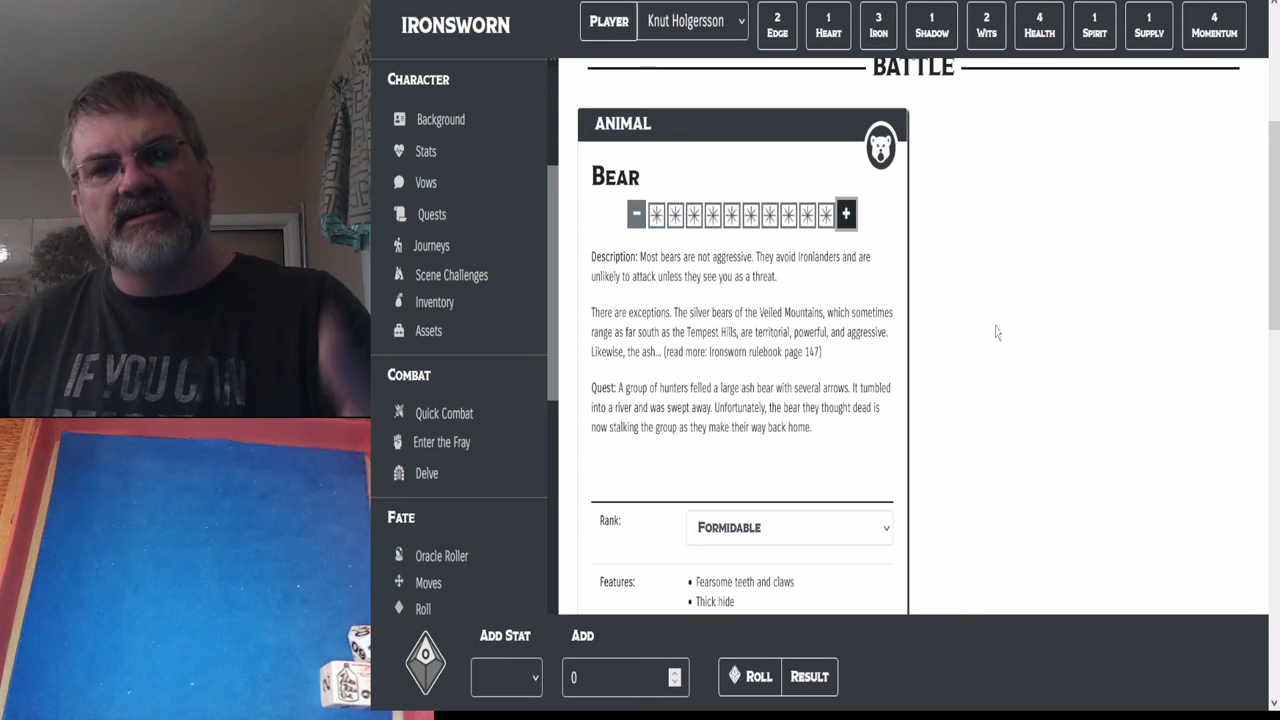 IRONSWORN
PLAYER
Knut Holgersson
2
EDGE
1
HEART
3
IRON
1
SHADOW
2
WITS
4
HEALTH
1
SPIRIT
1
SUPPLY
4
MOMENTUM
CHARACTER
Background
Stats
Vows
Quests
Journeys
Scene Challenges
Inventory
Assets
COMBAT
Quick Combat
Enter the Fray
Delve
FATE
Oracle Roller
Moves
Roll
BATTLE
ANIMAL
BEAR
-
+
Description: Most bears are not aggressive. They avoid Ironlanders and are
unlikely to attack unless they see you as a threat.
There are exceptions. The silver bears of the Veiled Mountains, which sometimes
range as far south as the Tempest Hills, are territorial, powerful, and aggressive.
Likewise, the ash... (read more: Ironsworn rulebook page 147)
Quest: A group of hunters felled a large ash bear with several arrows. It tumbled
into a river and was swept away. Unfortunately, the bear they thought dead is
now stalking the group as they make their way back home.
Rank:
FORMIDABLE
Features:
• Fearsome teeth and claws
• Thick hide
0
ADD STAT
ADD
0
ROLL
RESULT
IF YOU CAN